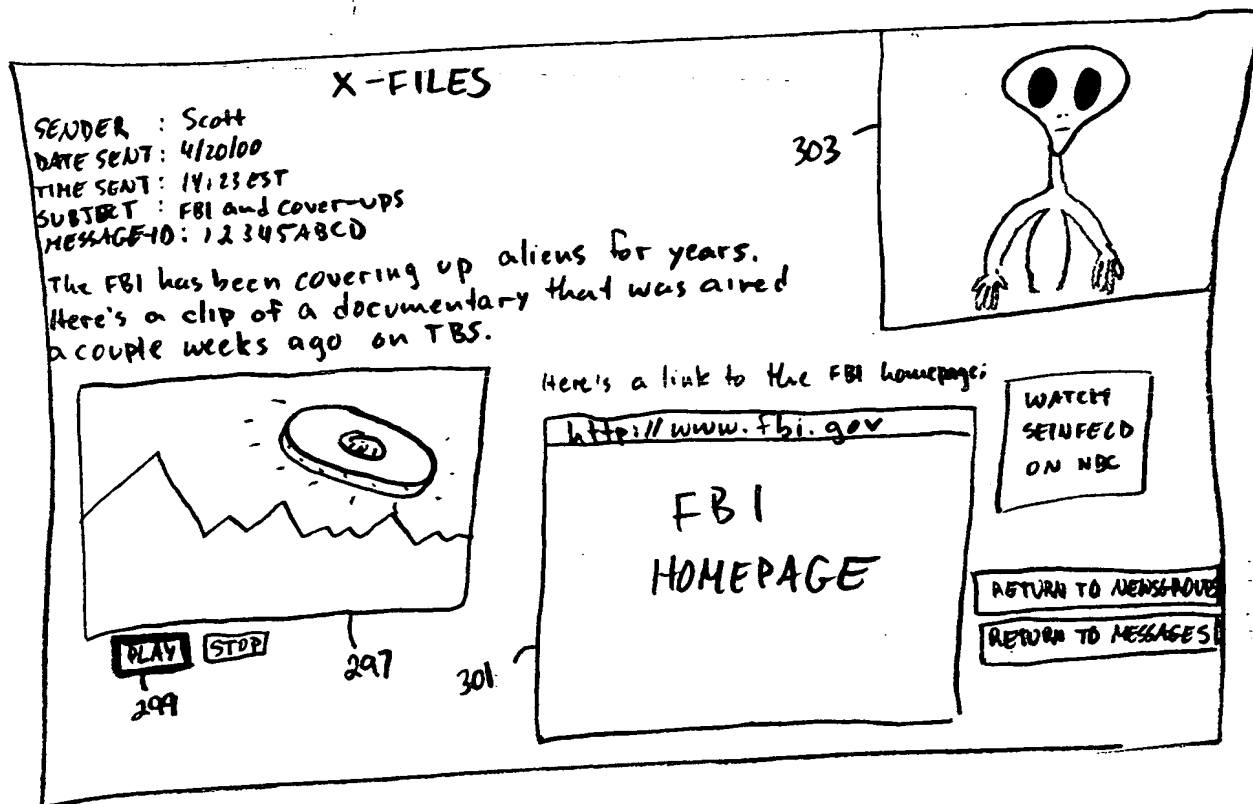 X-FILES
SENDER : Scott
DATE SENT: 4/20/00
TIME SENT: 14:23 EST
SUBJECT : FBI and cover-ups
MESSAGE-ID: 12345ABCD
The FBI has been covering up aliens for years.
Here's a clip of a documentary that was aired
a couple weeks ago on TBS.
303
Here's a link to the FBI homepage:
http://www.fbi.gov
FBI
HOMEPAGE
WATCH
SEINFELD
ON NBC
RETURN TO NEWSGROUPS
RETURN TO MESSAGES
PLAY
STOP
297
299
301